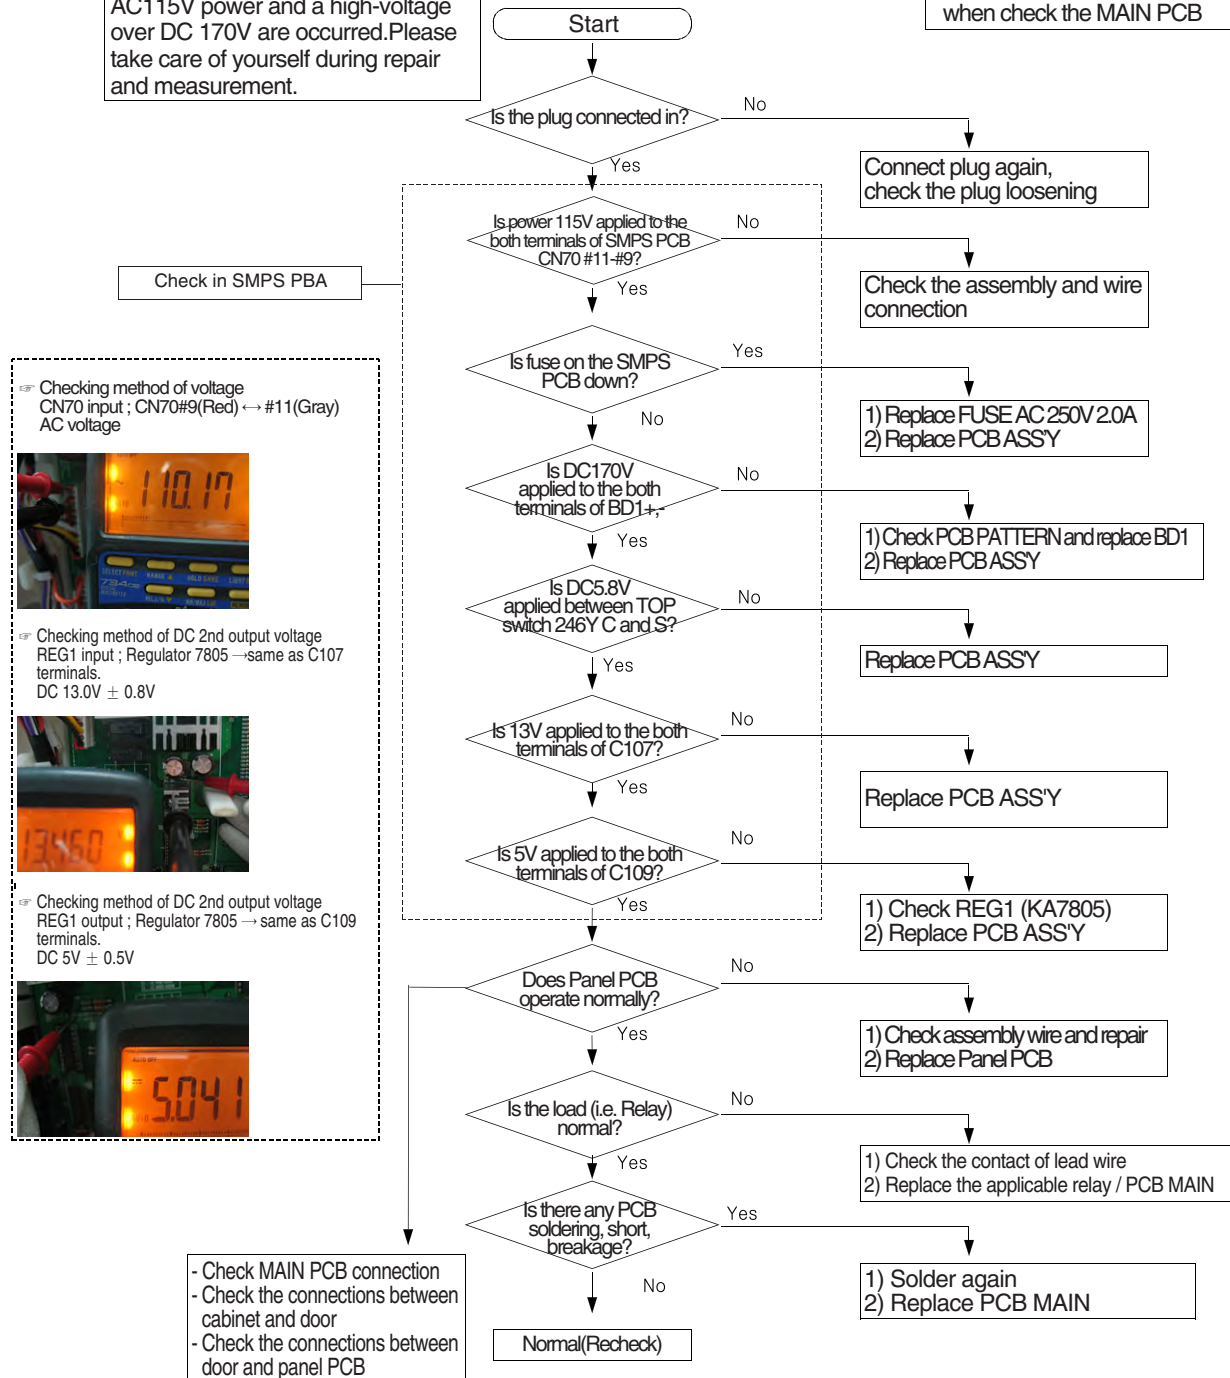 AC115V power and a high-voltage
over DC 170V are occurred.Please
take care of yourself during repair
and measurement.
when check the MAIN PCB
Start
Is the plug connected in?
No
Yes
Connect plug again,
check the plug loosening
Is power 115V applied to the
both terminals of SMPS PCB
CN70 #11-#9?
No
Yes
Check the assembly and wire
connection
Check in SMPS PBA
Is fuse on the SMPS
PCB down?
Yes
No
1) Replace FUSE AC 250V 2.0A
2) Replace PCB ASS'Y
Is DC170V
applied to the both
terminals of BD1+,-
No
Yes
1) Check PCB PATTERN and replace BD1
2) Replace PCB ASS'Y
Is DC5.8V
applied between TOP
switch 246Y C and S?
No
Yes
Replace PCB ASS'Y
Is 13V applied to the both
terminals of C107?
No
Yes
Replace PCB ASS'Y
Is 5V applied to the both
terminals of C109?
No
Yes
1) Check REG1 (KA7805)
2) Replace PCB ASS'Y
Does Panel PCB
operate normally?
No
Yes
1) Check assembly wire and repair
2) Replace Panel PCB
Is the load (i.e. Relay)
normal?
No
Yes
1) Check the contact of lead wire
2) Replace the applicable relay / PCB MAIN
Is there any PCB
soldering, short,
breakage?
Yes
No
1) Solder again
2) Replace PCB MAIN
Normal(Recheck)
- Check MAIN PCB connection
- Check the connections between
cabinet and door
- Check the connections between
door and panel PCB
☞ Checking method of voltage
CN70 input ; CN70#9(Red) ↔ #11(Gray)
AC voltage
110.17
☞ Checking method of DC 2nd output voltage
REG1 input ; Regulator 7805 → same as C107
terminals.
DC 13.0V ± 0.8V
13.460
☞ Checking method of DC 2nd output voltage
REG1 output ; Regulator 7805 → same as C109
terminals.
DC 5V ± 0.5V
AUTO OFF
5.041